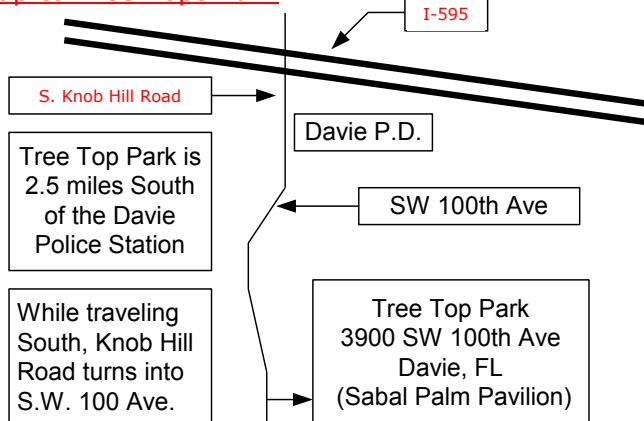 I-595
S. Knob Hill Road
Davie P.D.
Tree Top Park is
2.5 miles South
of the Davie
Police Station
SW 100th Ave
While traveling
South, Knob Hill
Road turns into
S.W. 100 Ave.
Tree Top Park
3900 SW 100th Ave
Davie, FL
(Sabal Palm Pavilion)